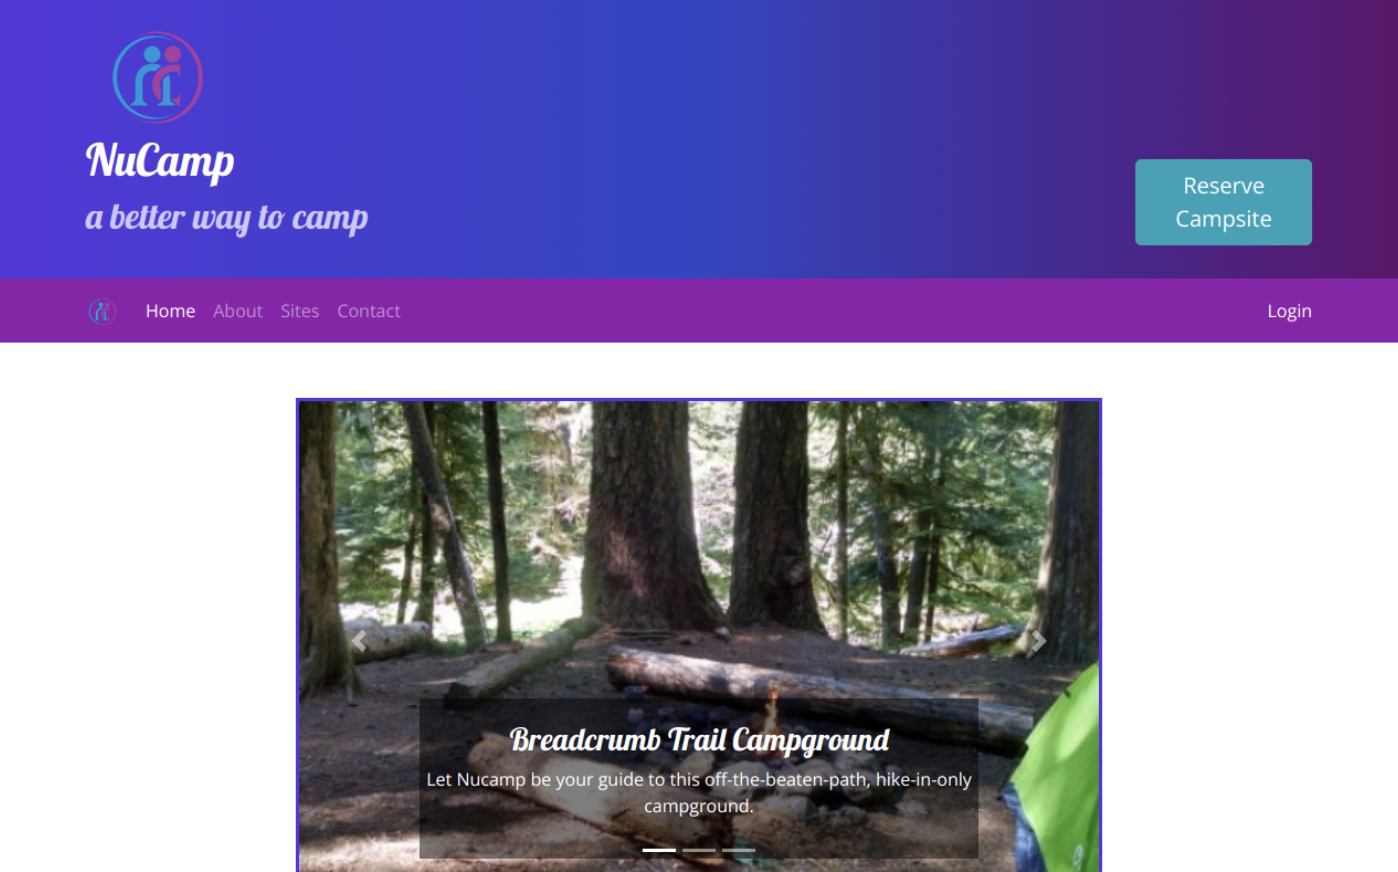 NuCamp
a better way to camp
Reserve
Campsite
Home About Sites Contact Login
Breadcrumb Trail Campground
Let Nucamp be your guide to this off-the-beaten-path, hike-in-only
campground.